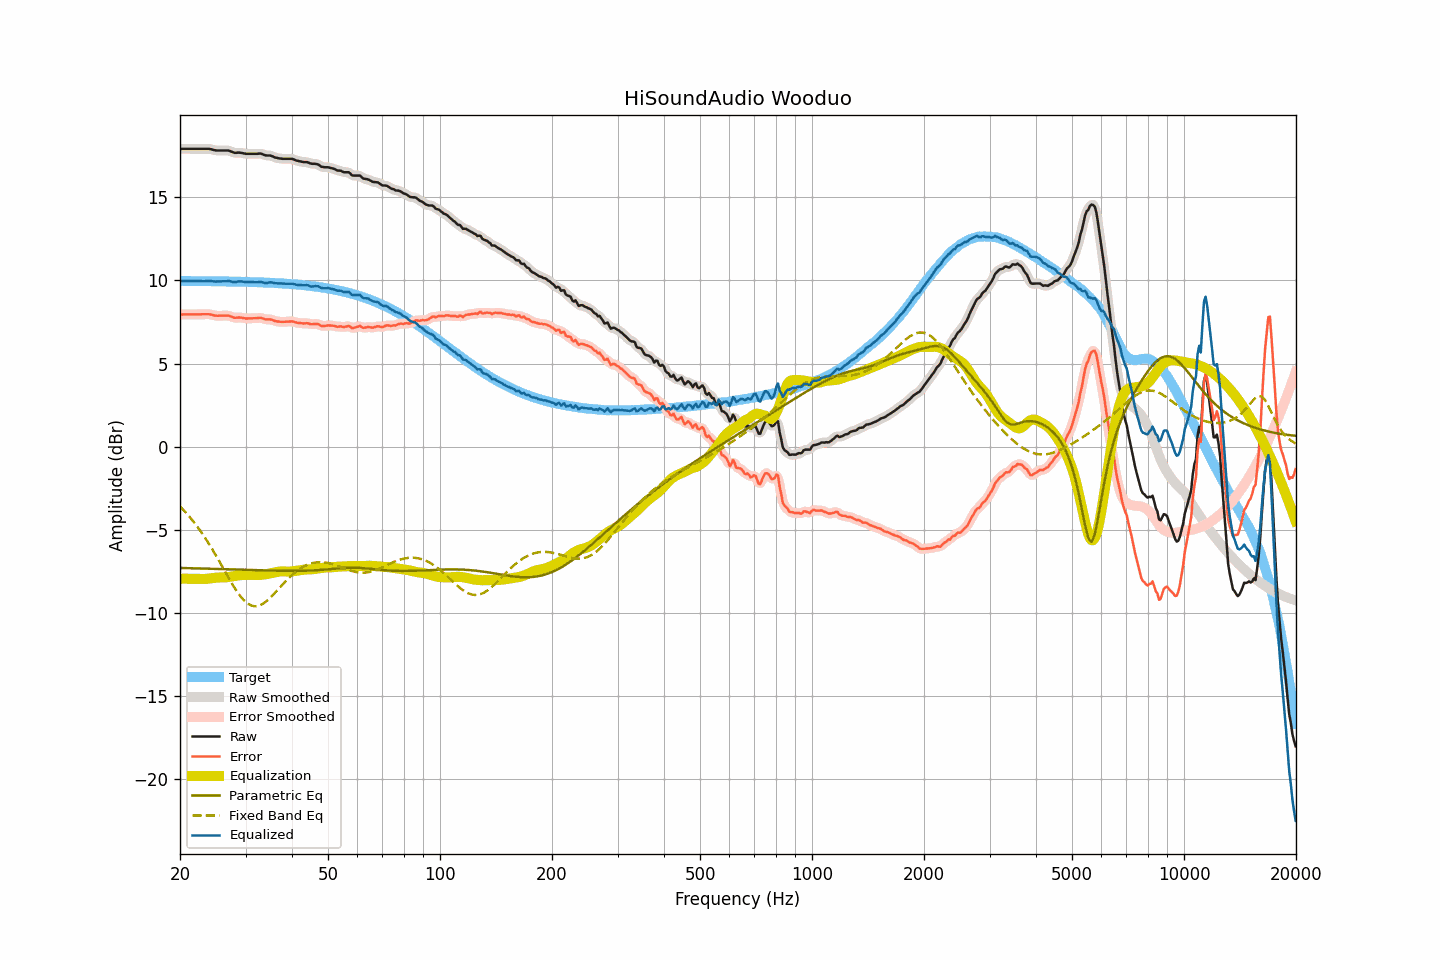 HiSoundAudio Wooduo
Amplitude (dBr)
15
10
5
0
−5
−10
−15
−20
Target
Raw Smoothed
Error Smoothed
Raw
Error
Equalization
Parametric Eq
Fixed Band Eq
Equalized
20 50 100 200 500 1000 2000 5000 10000 20000
Frequency (Hz)